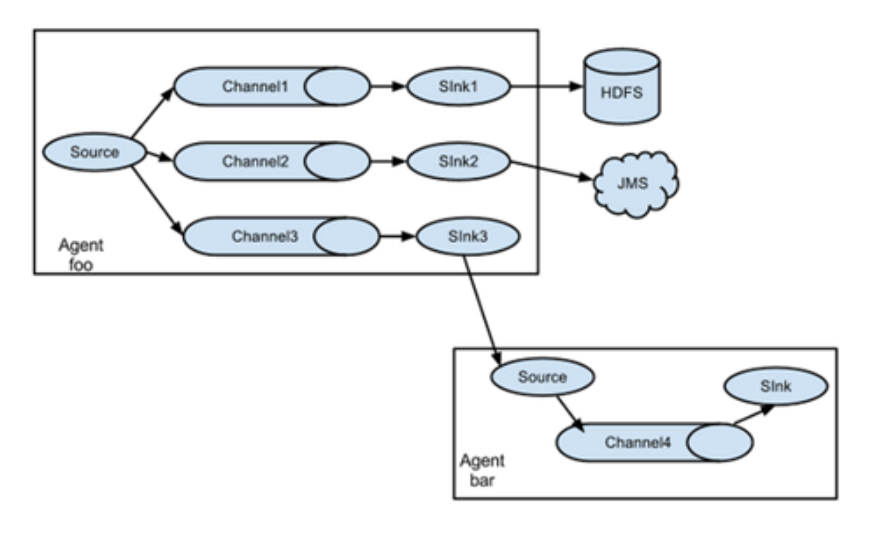 Channel1
SInk1
HDFS
Source
Channel2
SInk2
JMS
Channel3
SInk3
Agent
foo
Source
SInk
Channel4
Agent
bar